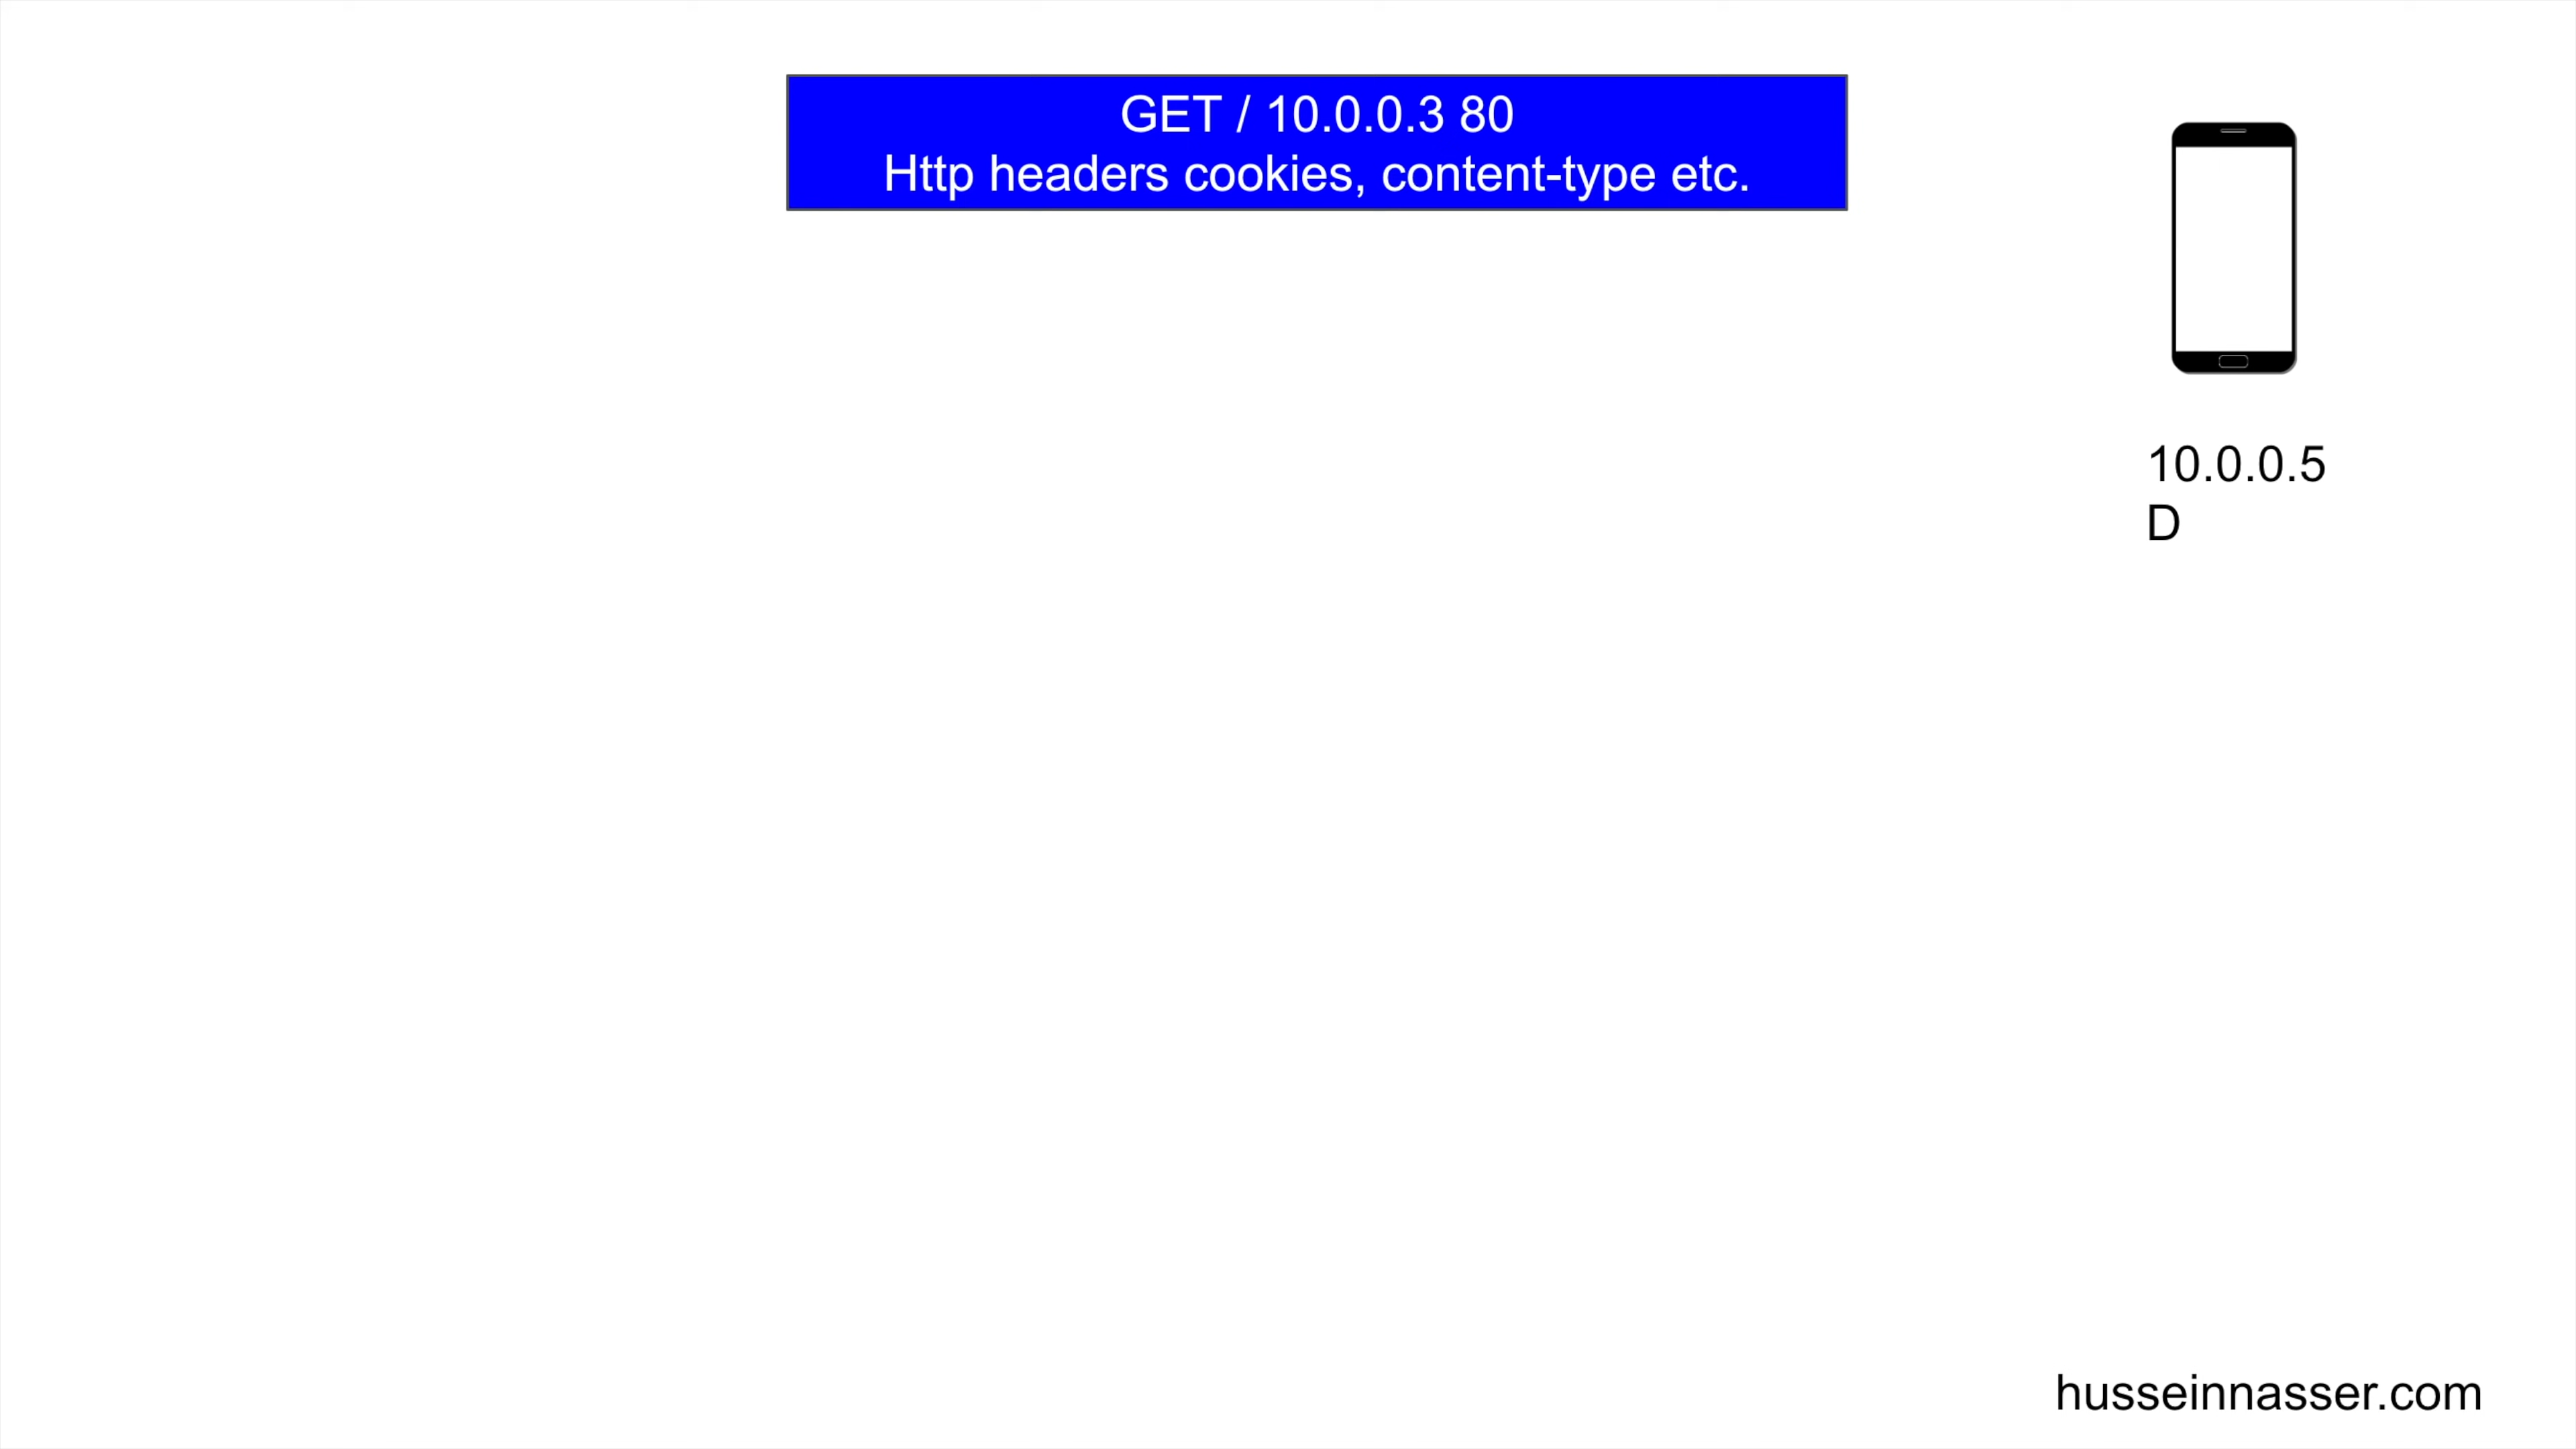 GET / 10.0.0.3 80
Http headers cookies, content-type etc.
10.0.0.5
D
husseinnasser.com